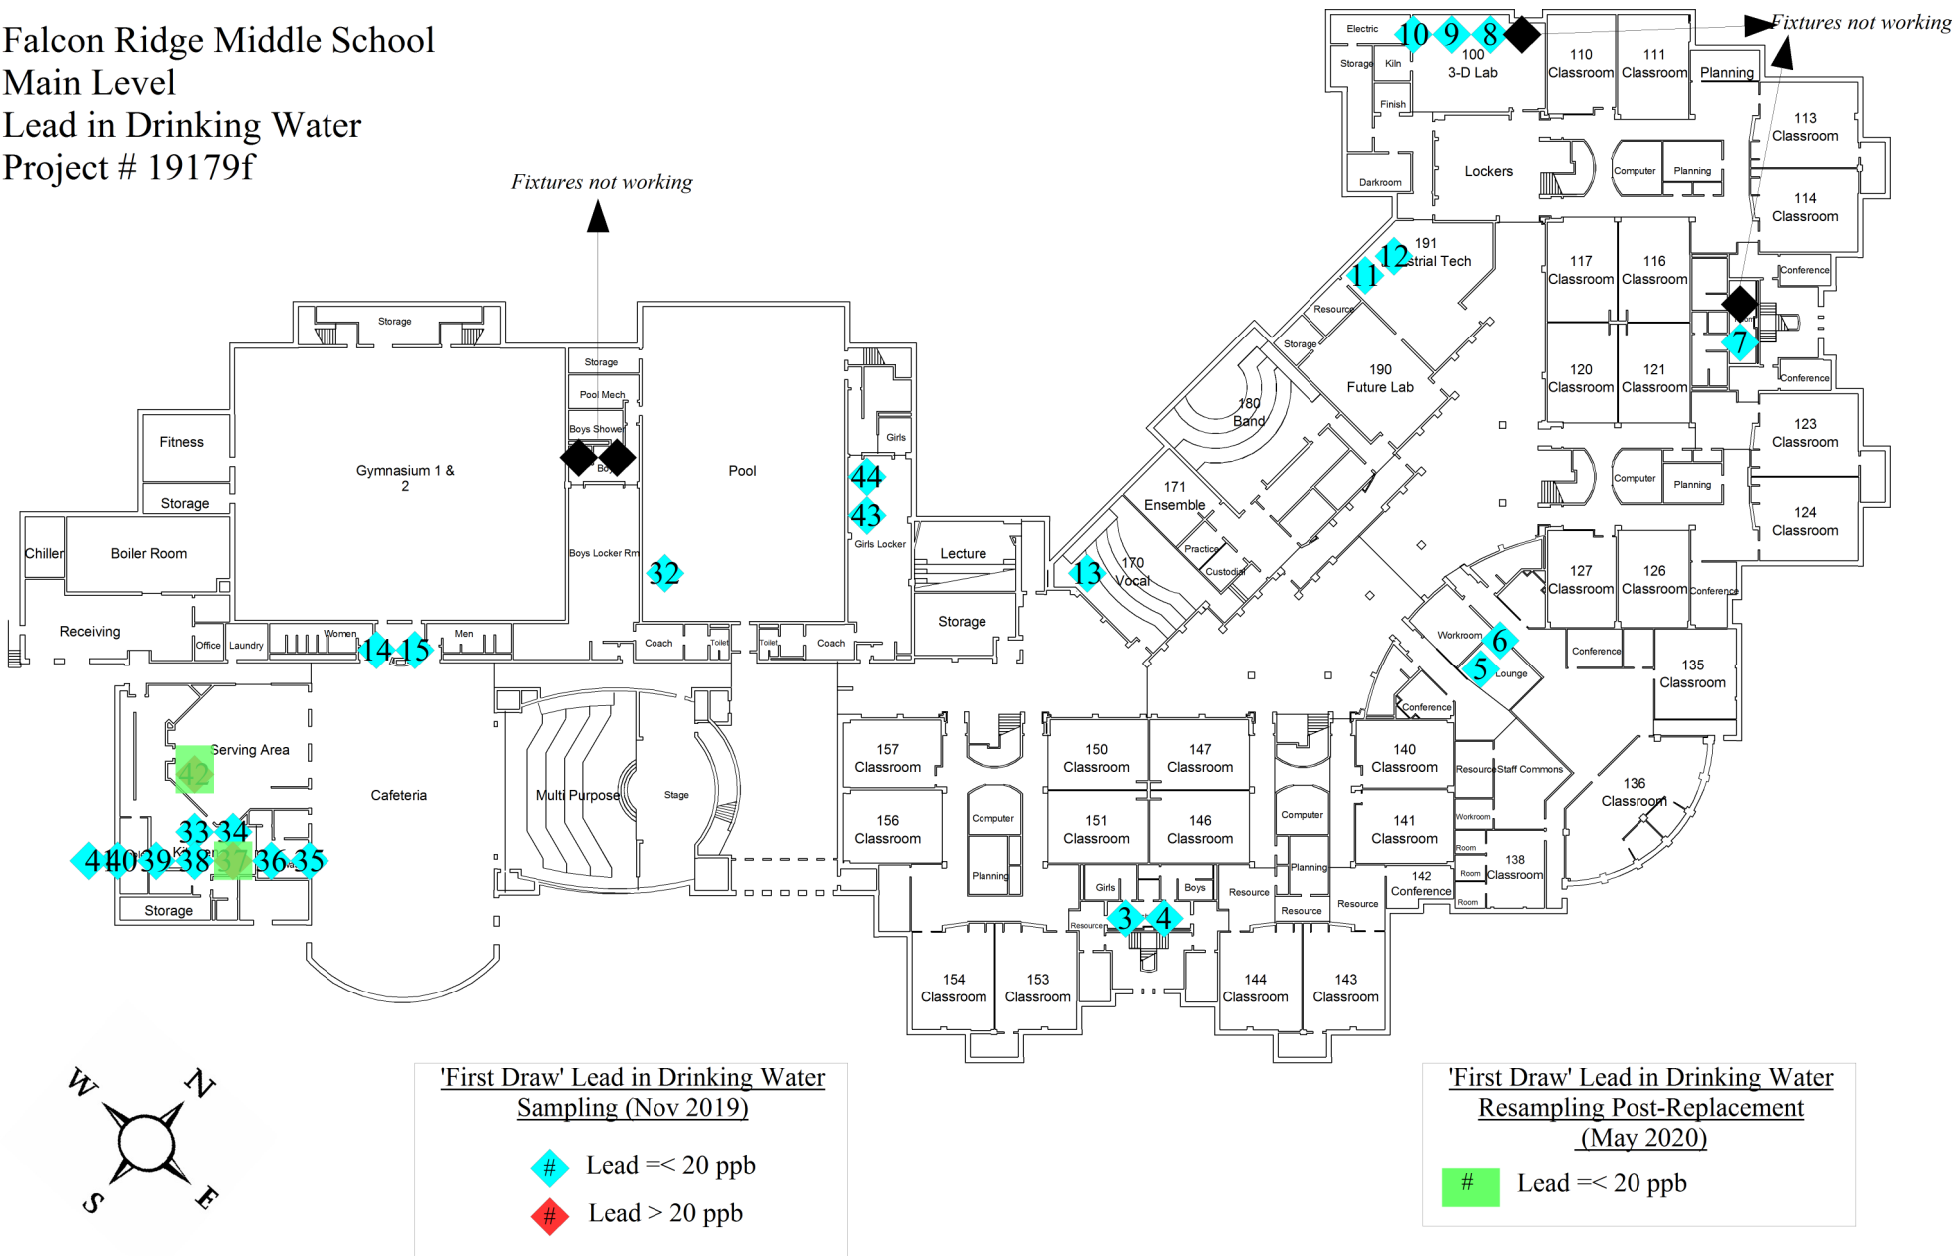 Falcon Ridge Middle School
Main Level
Lead in Drinking Water
Project # 19179f
Fixtures not working
Fixtures not working
Electric
10
9
8
100
3-D Lab
110
Classroom
111
Classroom
Planning
Storage
Kiln
Finish
113
Classroom
Darkroom
Lockers
Computer
Planning
114
Classroom
191
12
11
117
Classroom
116
Classroom
Conference
Resource
Storage
7
190
Future Lab
120
Classroom
121
Classroom
Conference
180
Band
123
Classroom
Computer
Planning
124
Classroom
171
Ensemble
Practice
Custodial
170
Vocal
13
127
Classroom
126
Classroom
Conference
Workroom
6
5
Lounge
Conference
135
Classroom
Conference
Storage
Storage
Pool Mech
Boys Shower
Girls
Fitness
Storage
Gymnasium 1 &
2
Pool
44
43
Girls Locker
Chiller
Boiler Room
Boys Locker Rm
32
Lecture
Storage
Receiving
Office
Laundry
Women
14
15
Men
Coach
Toilet
Toilet
Coach
Serving Area
42
Cafeteria
Multi Purpose
Stage
33
34
41
40
39
38
37
36
35
Storage
157
Classroom
156
Classroom
Computer
Planning
150
Classroom
147
Classroom
151
Classroom
146
Classroom
Computer
Planning
140
Classroom
141
Classroom
Resource
Staff Commons
136
Classroom
Workroom
Room
Room
Room
138
Classroom
142
Conference
Girls
Boys
Resource
Resource
Resource
Resource
3
4
154
Classroom
153
Classroom
144
Classroom
143
Classroom
W
N
S
E
'First Draw' Lead in Drinking Water
Sampling (Nov 2019)
# Lead =< 20 ppb
# Lead > 20 ppb
'First Draw' Lead in Drinking Water
Resampling Post-Replacement
(May 2020)
# Lead =< 20 ppb